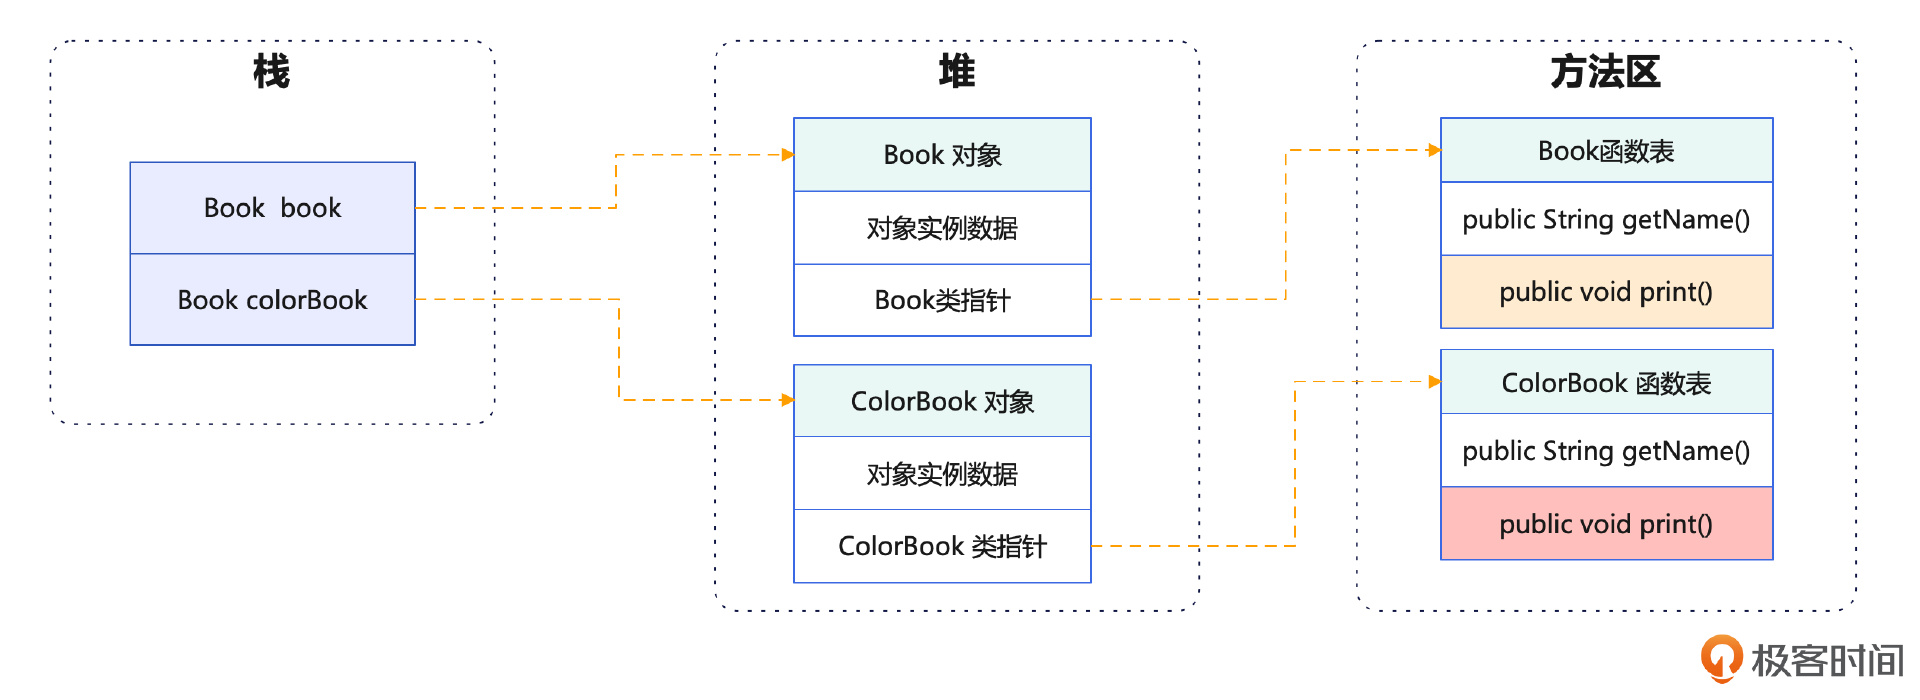 栈
Book  book
Book colorBook
堆
Book 对象
对象实例数据
Book类指针
ColorBook 对象
对象实例数据
ColorBook 类指针
方法区
Book函数表
public String getName()
public void print()
ColorBook 函数表
public String getName()
public void print()
极客时间